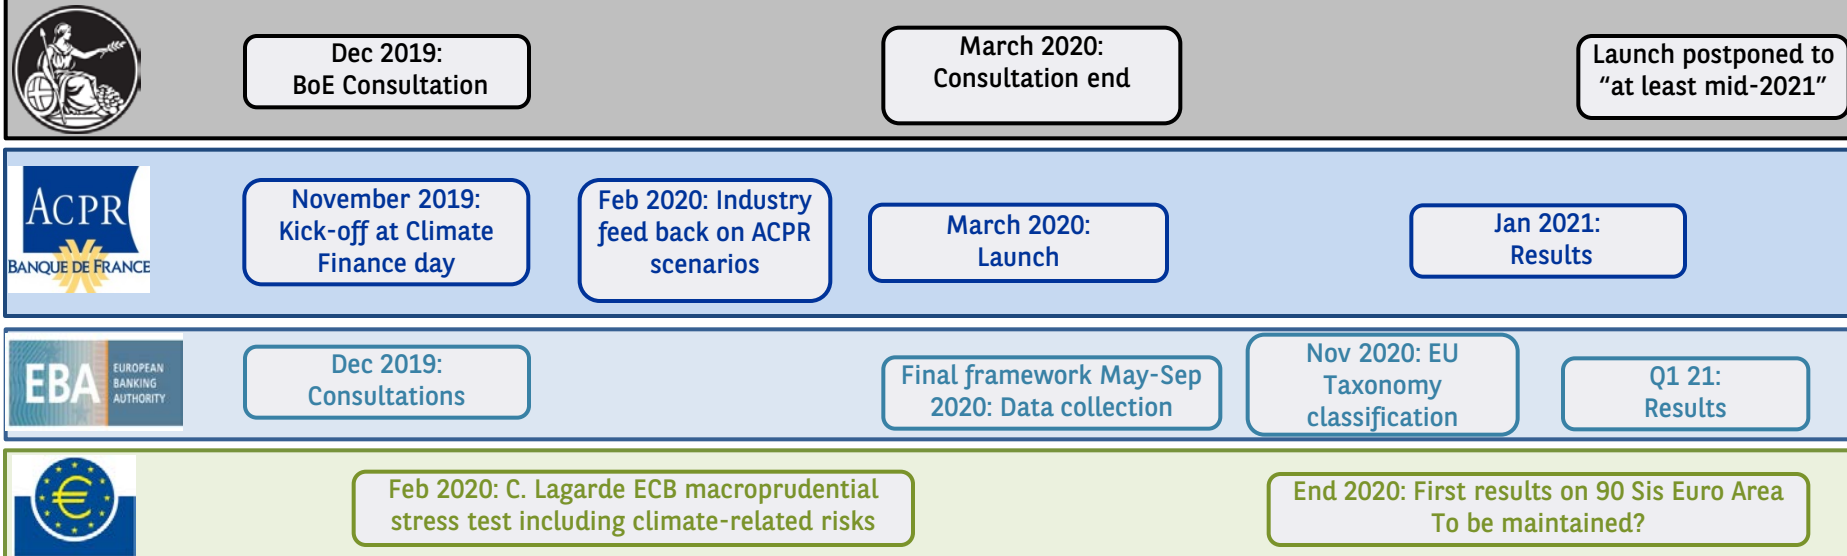 Dec 2019:
BoE Consultation
March 2020:
Consultation end
Launch postponed to
“at least mid-2021”
ACPR
BANQUE DE FRANCE
November 2019:
Kick-off at Climate
Finance day
Feb 2020: Industry
feed back on ACPR
scenarios
March 2020:
Launch
Jan 2021:
Results
EBA
EUROPEAN
BANKING
AUTHORITY
Dec 2019:
Consultations
Final framework May-Sep
2020: Data collection
Nov 2020: EU
Taxonomy
classification
Q1 21:
Results
Feb 2020: C. Lagarde ECB macroprudential
stress test including climate-related risks
End 2020: First results on 90 Sis Euro Area
To be maintained?